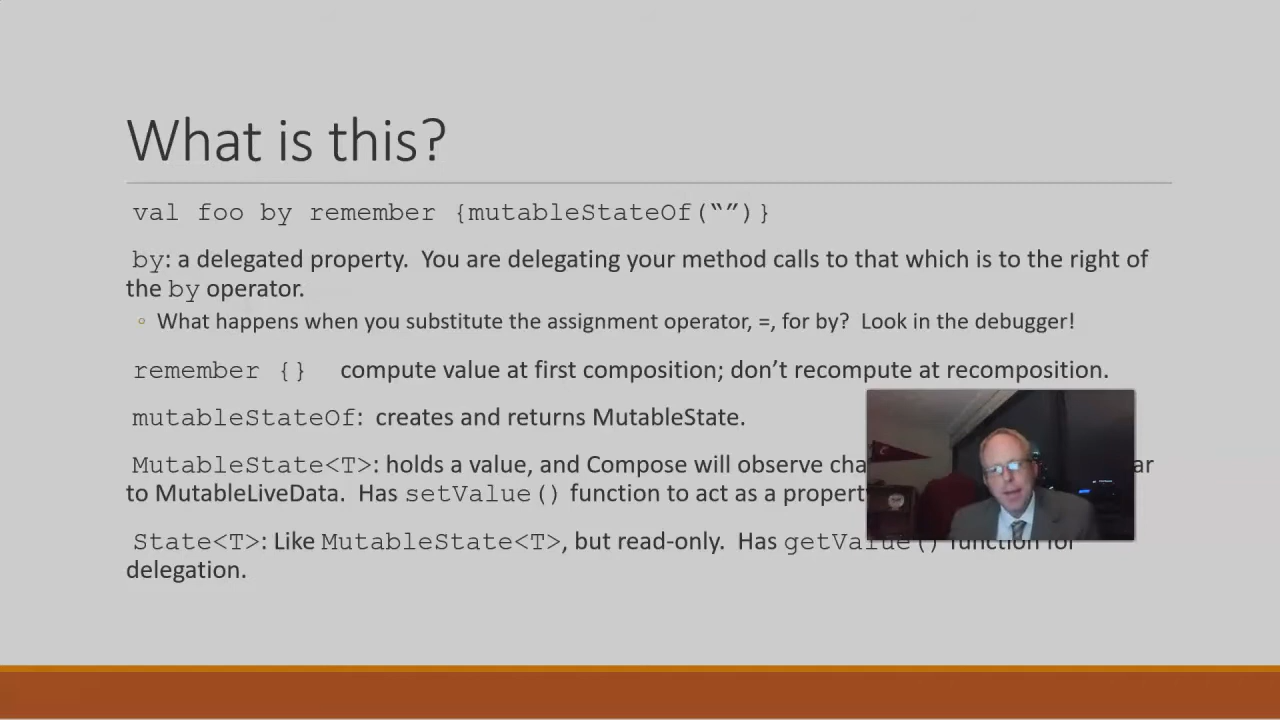 What is this?
val foo by remember {mutableStateOf(“”)}
by: a delegated property. You are delegating your method calls to that which is to the right of
the by operator.
◦ What happens when you substitute the assignment operator, =, for by? Look in the debugger!
remember {} compute value at first composition; don’t recompute at recomposition.
mutableStateOf: creates and returns MutableState.
MutableState<T>: holds a value, and Compose will observe
to MutableLiveData. Has setValue() function to act as a
State<T>: Like MutableState<T>, but read-only. Has getValue() function for
delegation.